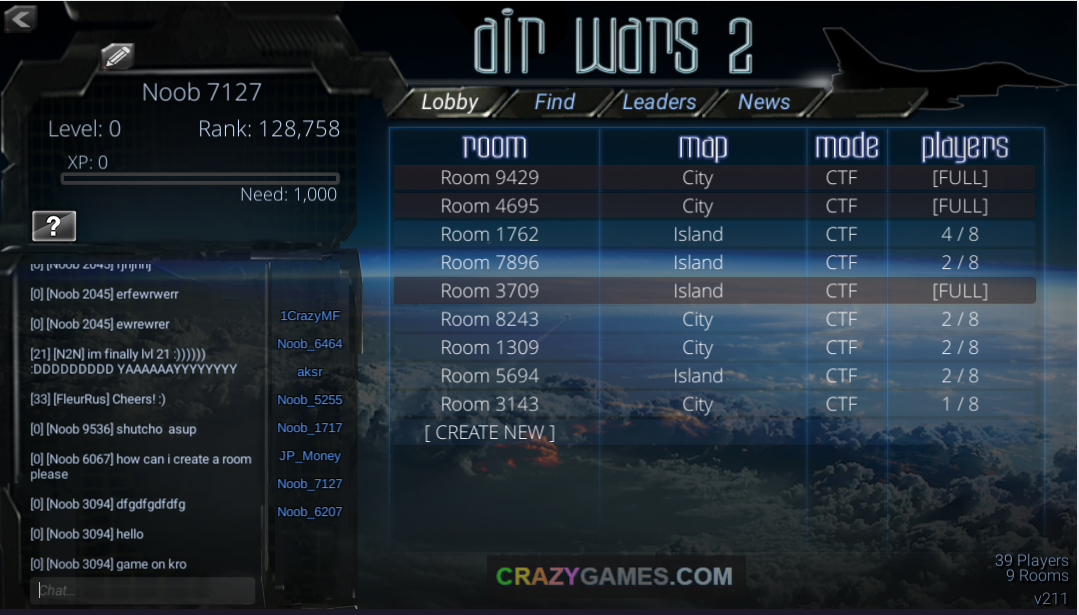 air wars 2
Noob 7127
Level: 0 Rank: 128,758
XP: 0
Need: 1,000
?
Lobby Find Leaders News
room map mode players
Room 9429 City CTF [FULL]
Room 4695 City CTF [FULL]
Room 1762 Island CTF 4 / 8
Room 7896 Island CTF 2 / 8
Room 3709 Island CTF [FULL]
Room 8243 City CTF 2 / 8
Room 1309 City CTF 2 / 8
Room 5694 Island CTF 2 / 8
Room 3143 City CTF 1 / 8
[ CREATE NEW ]
[0] [Noob 2045]
[0] [Noob 2045] erfewrwerr
[0] [Noob 2045] ewrewrer
[21] [N2N] im finally lvl 21 :))))))
:DDDDDDDDD YAAAAAAYYYYYYYY
[33] [FleurRus] Cheers! :)
[0] [Noob 9536] shutcho asup
[0] [Noob 6067] how can i create a room
please
[0] [Noob 3094] dfgdfgdfdfg
[0] [Noob 3094] hello
[0] [Noob 3094] game on kro
Chat...
1CrazyMF
Noob_6464
aksr
Noob_5255
Noob_1717
JP_Money
Noob_7127
Noob_6207
CRAZYGAMES.COM
39 Players
9 Rooms
v211